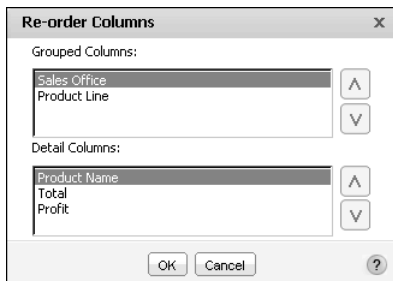 Re-order Columns x
Grouped Columns:
Sales Office
Product Line
Detail Columns:
Product Name
Total
Profit
OK Cancel ?